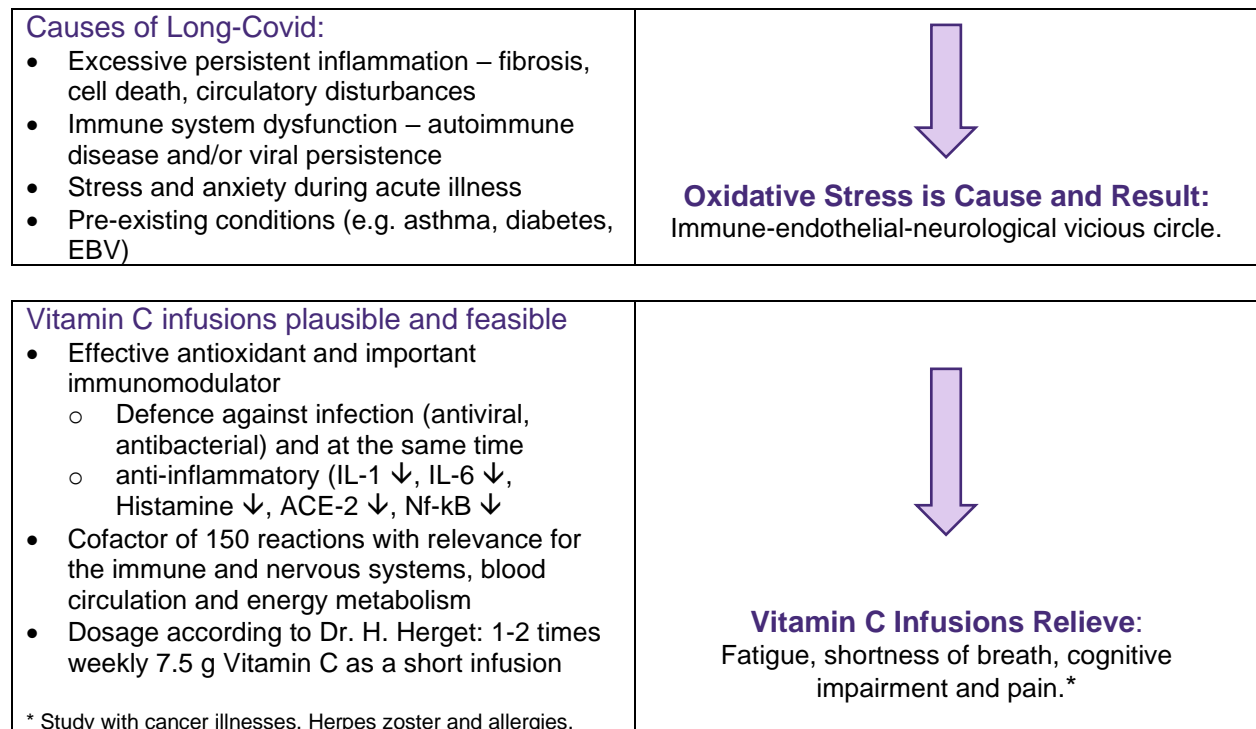 Causes of Long-Covid:
• Excessive persistent inflammation – fibrosis,
cell death, circulatory disturbances
• Immune system dysfunction – autoimmune
disease and/or viral persistence
• Stress and anxiety during acute illness
• Pre-existing conditions (e.g. asthma, diabetes,
EBV)
Oxidative Stress is Cause and Result:
Immune-endothelial-neurological vicious circle.
Vitamin C infusions plausible and feasible
• Effective antioxidant and important
immunomodulator
o Defence against infection (antiviral,
antibacterial) and at the same time
o anti-inflammatory (IL-1 ↓, IL-6 ↓,
Histamine ↓, ACE-2 ↓, Nf-kB ↓
• Cofactor of 150 reactions with relevance for
the immune and nervous systems, blood
circulation and energy metabolism
• Dosage according to Dr. H. Herget: 1-2 times
weekly 7.5 g Vitamin C as a short infusion
* Study with cancer illnesses, Herpes zoster and allergies.
Vitamin C Infusions Relieve:
Fatigue, shortness of breath, cognitive
impairment and pain.*